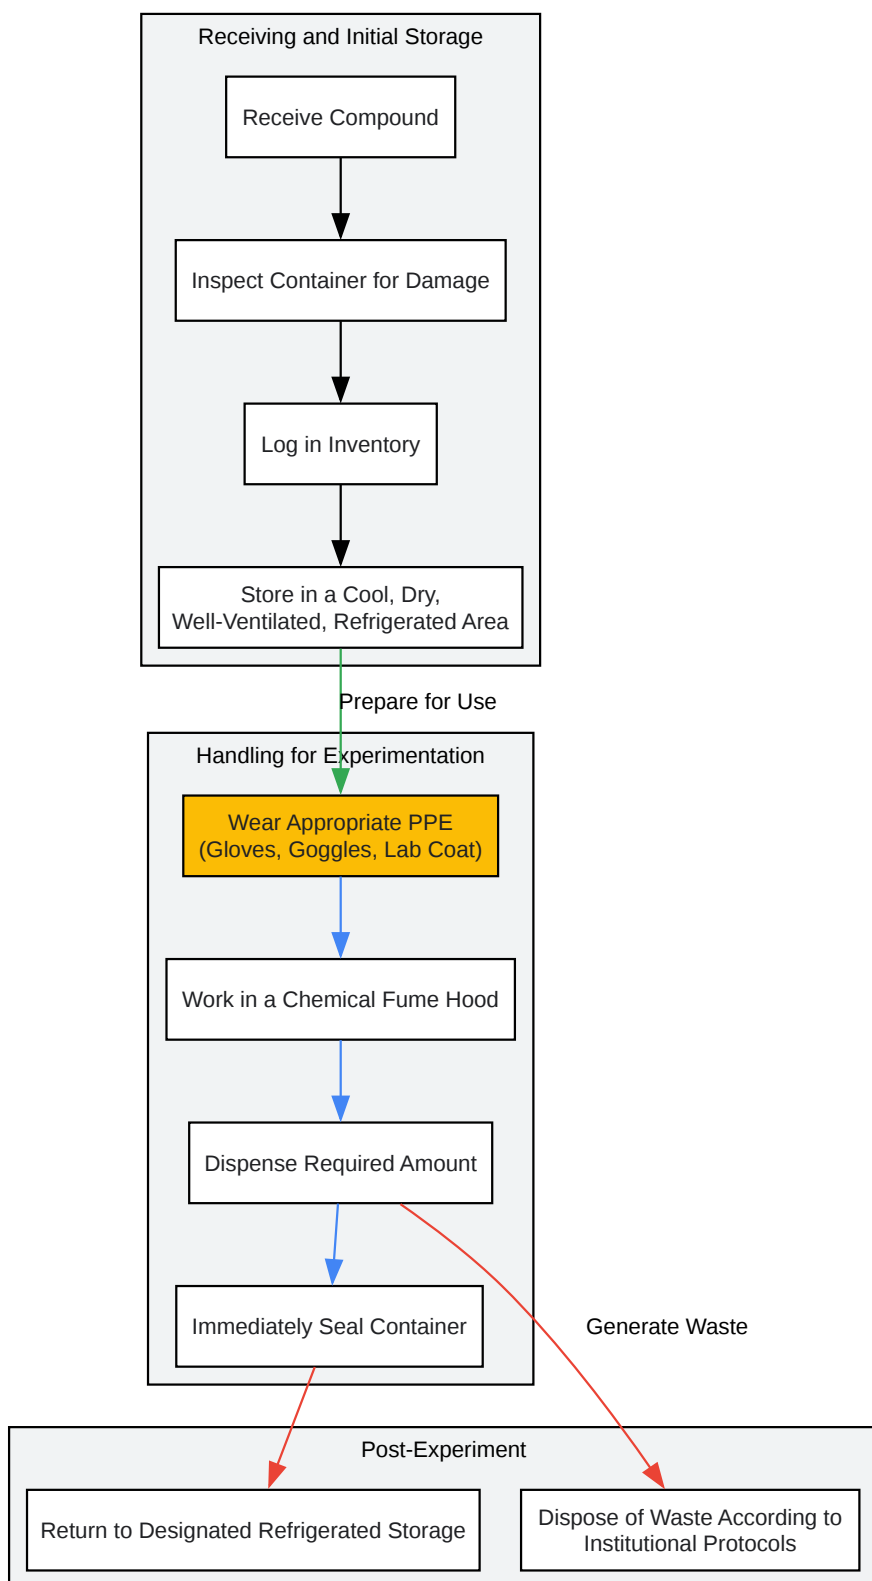 Receiving and Initial Storage
Receive Compound
Inspect Container for Damage
Log in Inventory
Store in a Cool, Dry,
Well-Ventilated, Refrigerated Area
Prepare for Use
Handling for Experimentation
Wear Appropriate PPE
(Gloves, Goggles, Lab Coat)
Work in a Chemical Fume Hood
Dispense Required Amount
Immediately Seal Container
Generate Waste
Post-Experiment
Return to Designated Refrigerated Storage
Dispose of Waste According to
Institutional Protocols